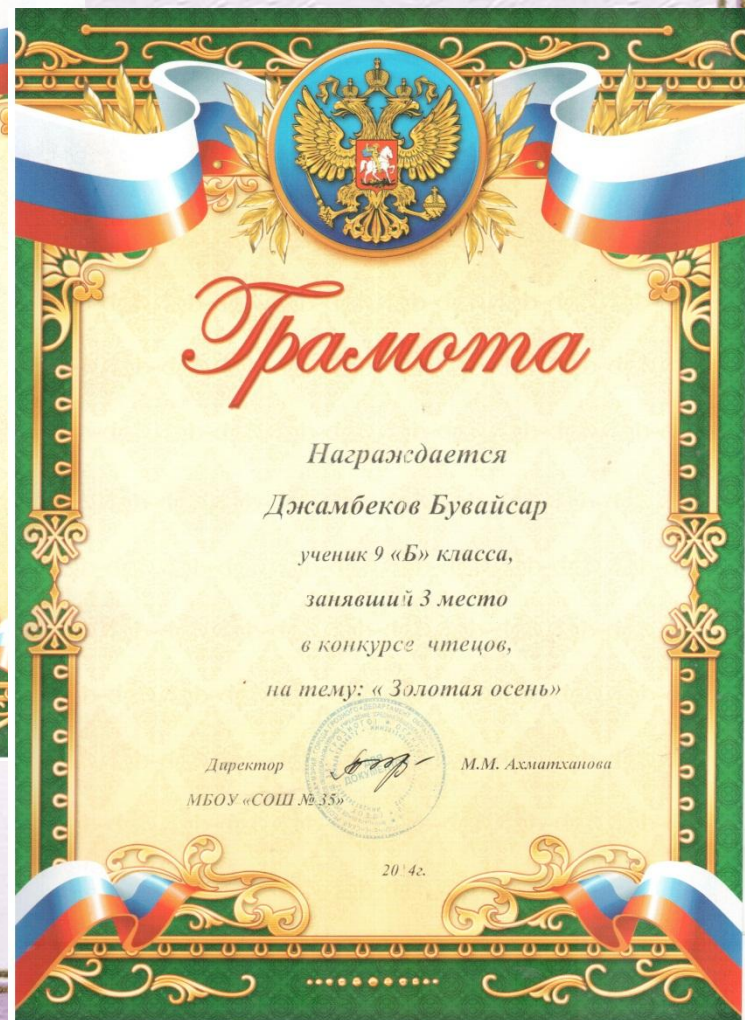 Грамота
Награждается
Джамбеков Бувайсар
ученик 9 «Б» класса,
занявший 3 место
в конкурсе чтецов,
на тему: « Золотая осень»
Директор М.М. Ахматханова
МБОУ «СОШ № 35»
2014г.